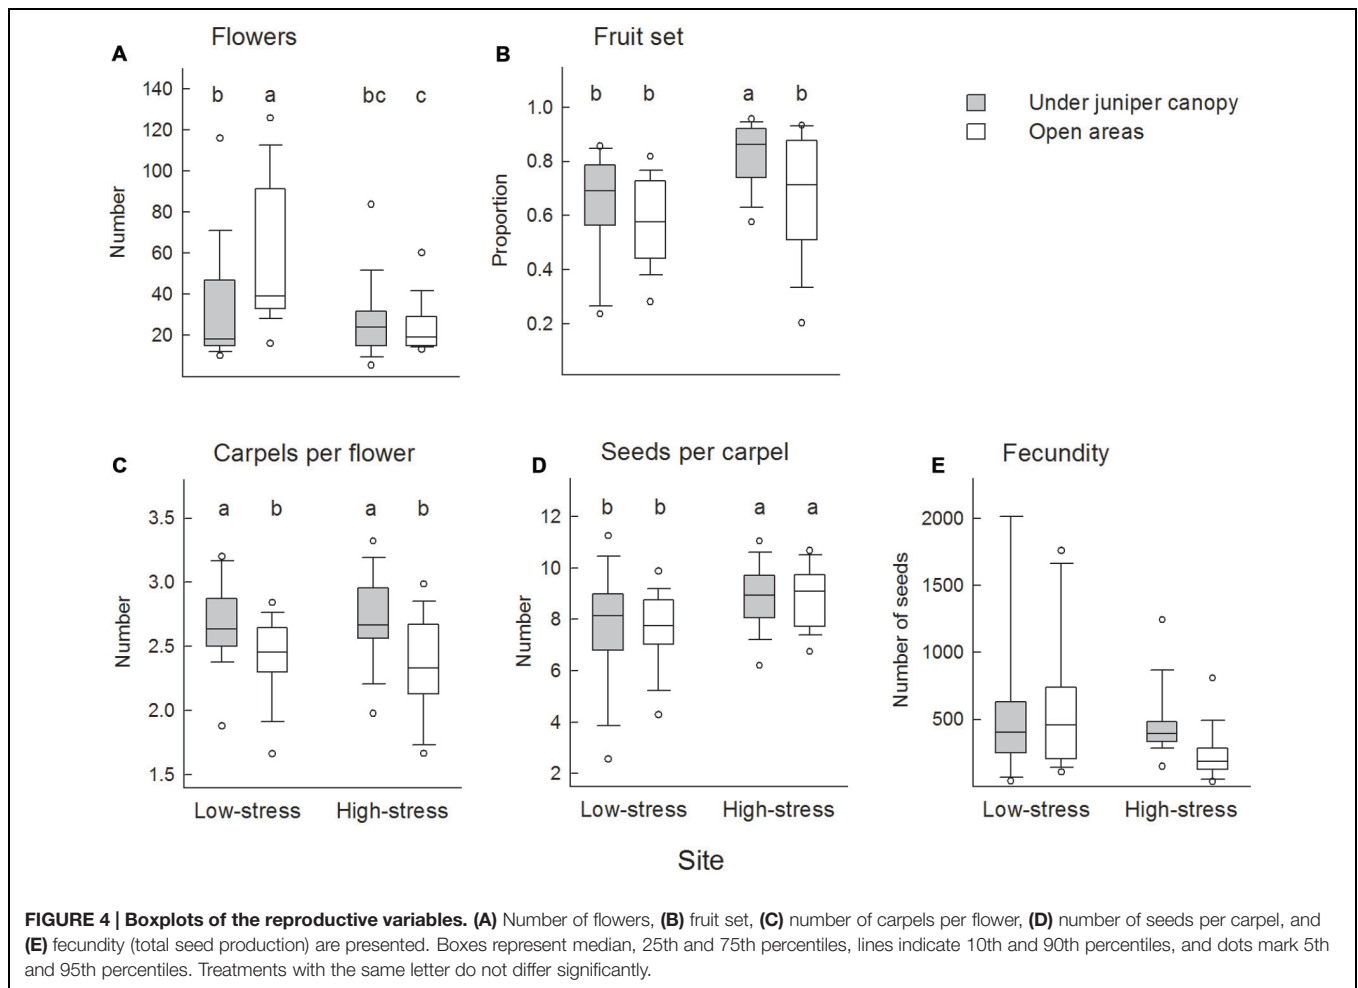 A
Flowers
140
120
100
80
60
40
20
Number
b a bc c
B
Fruit set
1.0
0.8
0.6
0.4
0.2
Proportion
b b a b
Under juniper canopy
Open areas
C
Carpels per flower
3.5
3.0
2.5
2.0
1.5
Number
a b a b
Low-stress High-stress
D
Seeds per carpel
12
10
8
6
4
2
Number
b b a a
Low-stress High-stress
E
Fecundity
2000
1500
1000
500
Number of seeds
Low-stress High-stress
Site
FIGURE 4 | Boxplots of the reproductive variables. (A) Number of flowers, (B) fruit set, (C) number of carpels per flower, (D) number of seeds per carpel, and
(E) fecundity (total seed production) are presented. Boxes represent median, 25th and 75th percentiles, lines indicate 10th and 90th percentiles, and dots mark 5th
and 95th percentiles. Treatments with the same letter do not differ significantly.